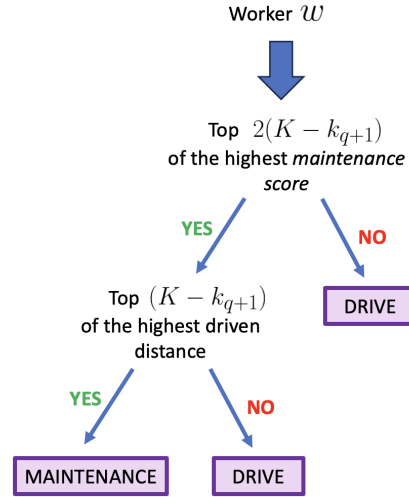 Worker w
Top 2(K − k_{q+1})
of the highest maintenance
score
YES
NO
Top (K − k_{q+1})
of the highest driven
distance
DRIVE
YES
NO
MAINTENANCE
DRIVE